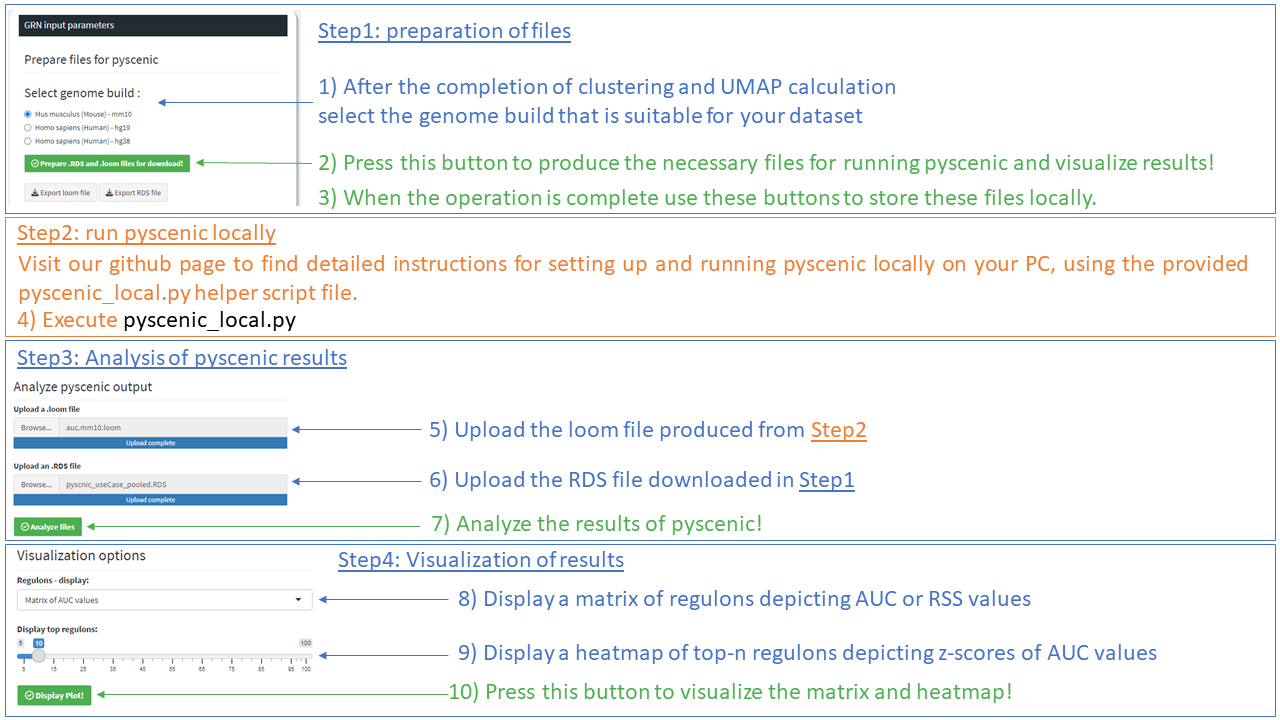 GRN input parameters
Prepare files for pyscenic
Select genome build :
Mus musculus (Mouse) - mm10
Homo sapiens (Human) - hg19
Homo sapiens (Human) - hg38
Prepare .RDS and .loom files for download!
Export loom file Export RDS file
Step1: preparation of files
1) After the completion of clustering and UMAP calculation
select the genome build that is suitable for your dataset
2) Press this button to produce the necessary files for running pyscenic and visualize results!
3) When the operation is complete use these buttons to store these files locally.
Step2: run pyscenic locally
Visit our github page to find detailed instructions for setting up and running pyscenic locally on your PC, using the provided
pyscenic_local.py helper script file.
4) Execute pyscenic_local.py
Step3: Analysis of pyscenic results
Analyze pyscenic output
Upload a .loom file
Browse... auc.mm10.loom
Upload complete
5) Upload the loom file produced from Step2
Upload an .RDS file
Browse... pyscnic_useCase_pooled.RDS
Upload complete
6) Upload the RDS file downloaded in Step1
Analyze files
7) Analyze the results of pyscenic!
Visualization options
Step4: Visualization of results
Regulons - display:
Matrix of AUC values
8) Display a matrix of regulons depicting AUC or RSS values
Display top regulons:
5 10 100
5 15 25 35 45 55 65 75 85 95 100
9) Display a heatmap of top-n regulons depicting z-scores of AUC values
Display Plot!
10) Press this button to visualize the matrix and heatmap!